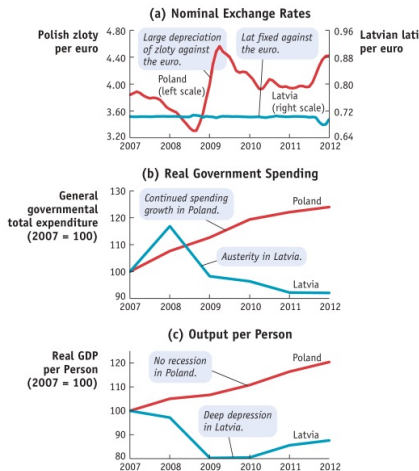 (a) Nominal Exchange Rates
Polish zloty
per euro
Latvian lati
per euro
4.80
4.40
4.00
3.60
3.20
0.96
0.88
0.80
0.72
0.64
Large depreciation
of zloty against
the euro.
Lat fixed against
the euro.
Poland
(left scale)
Latvia
(right scale)
2007 2008 2009 2010 2011 2012
(b) Real Government Spending
General
governmental
total expenditure
(2007 = 100)
130
120
110
100
90
Continued spending
growth in Poland.
Austerity in Latvia.
Poland
Latvia
2007 2008 2009 2010 2011 2012
(c) Output per Person
Real GDP
per Person
(2007 = 100)
120
110
100
90
80
No recession
in Poland.
Deep depression
in Latvia.
Poland
Latvia
2007 2008 2009 2010 2011 2012